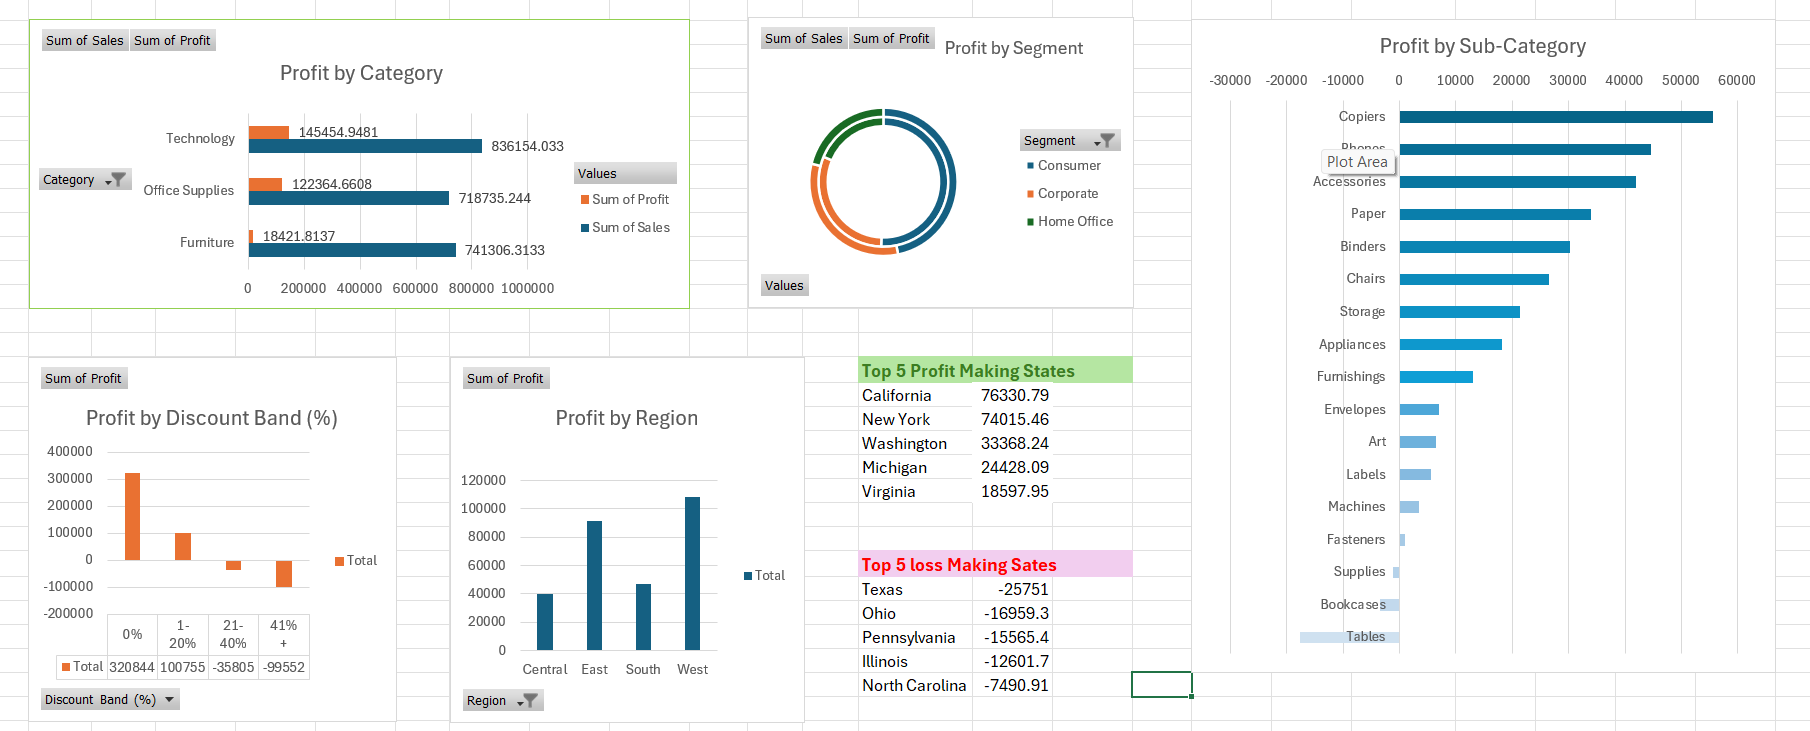 Sum of Sales Sum of Profit
Profit by Category
Technology
145454.9481
836154.033
Category
Office Supplies
122364.6608
718735.244
Furniture
18421.8137
741306.3133
0 200000 400000 600000 800000 1000000
Values
Sum of Profit
Sum of Sales
Sum of Sales Sum of Profit
Profit by Segment
Segment
Consumer
Corporate
Home Office
Values
Profit by Sub-Category
-30000 -20000 -10000 0 10000 20000 30000 40000 50000 60000
Copiers
Phones
Plot Area
Accessories
Paper
Binders
Chairs
Storage
Appliances
Furnishings
Envelopes
Art
Labels
Machines
Fasteners
Supplies
Bookcases
Tables
Sum of Profit
Profit by Discount Band (%)
400000
300000
200000
100000
0
-100000
-200000
Total
0% 1-20% 21-40% 41% +
Total 320844 100755 -35805 -99552
Discount Band (%)
Sum of Profit
Profit by Region
120000
100000
80000
60000
40000
20000
0
Total
Central East South West
Region
Top 5 Profit Making States
California 76330.79
New York 74015.46
Washington 33368.24
Michigan 24428.09
Virginia 18597.95
Top 5 loss Making Sates
Texas -25751
Ohio -16959.3
Pennsylvania -15565.4
Illinois -12601.7
North Carolina -7490.91